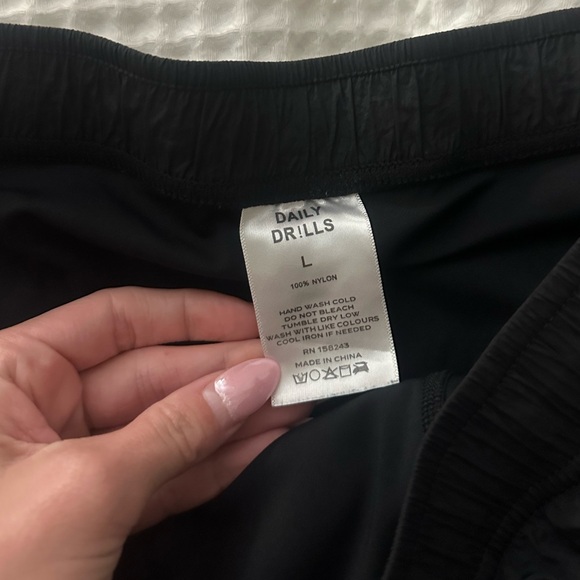 DAILY
DR!LLS
L
100% NYLON
HAND WASH COLD
DO NOT BLEACH
TUMBLE DRY LOW
WASH WITH LIKE COLOURS
COOL IRON IF NEEDED
RN 158243
MADE IN CHINA